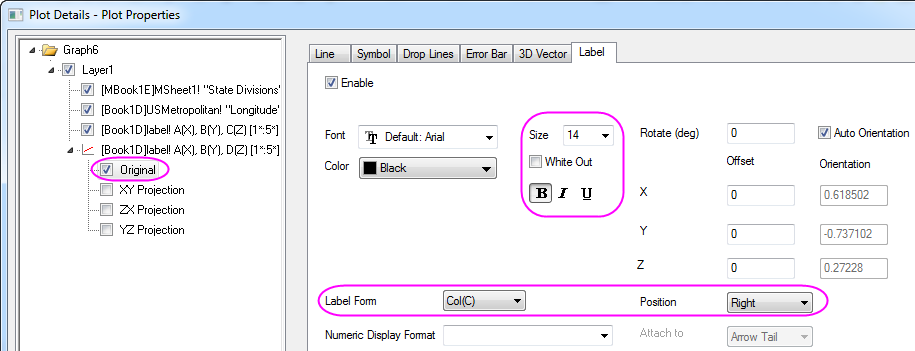 Plot Details - Plot Properties
Graph6
Layer1
[MBook1E]MSheet1! "State Divisions"
[Book1D]USMetropolitan! "Longitude"
[Book1D]label! A(X), B(Y), C(Z) [1*:5*]
[Book1D]label! A(X), B(Y), D(Z) [1*:5*]
Original
XY Projection
ZX Projection
YZ Projection
Line Symbol Drop Lines Error Bar 3D Vector Label
Enable
Font Default: Arial Size 14 Rotate (deg) 0 Auto Orientation
Color Black White Out Offset Orientation
B I U X 0 0.618502
Y 0 -0.737102
Z 0 0.27228
Label Form Col(C) Position Right
Numeric Display Format Attach to Arrow Tail